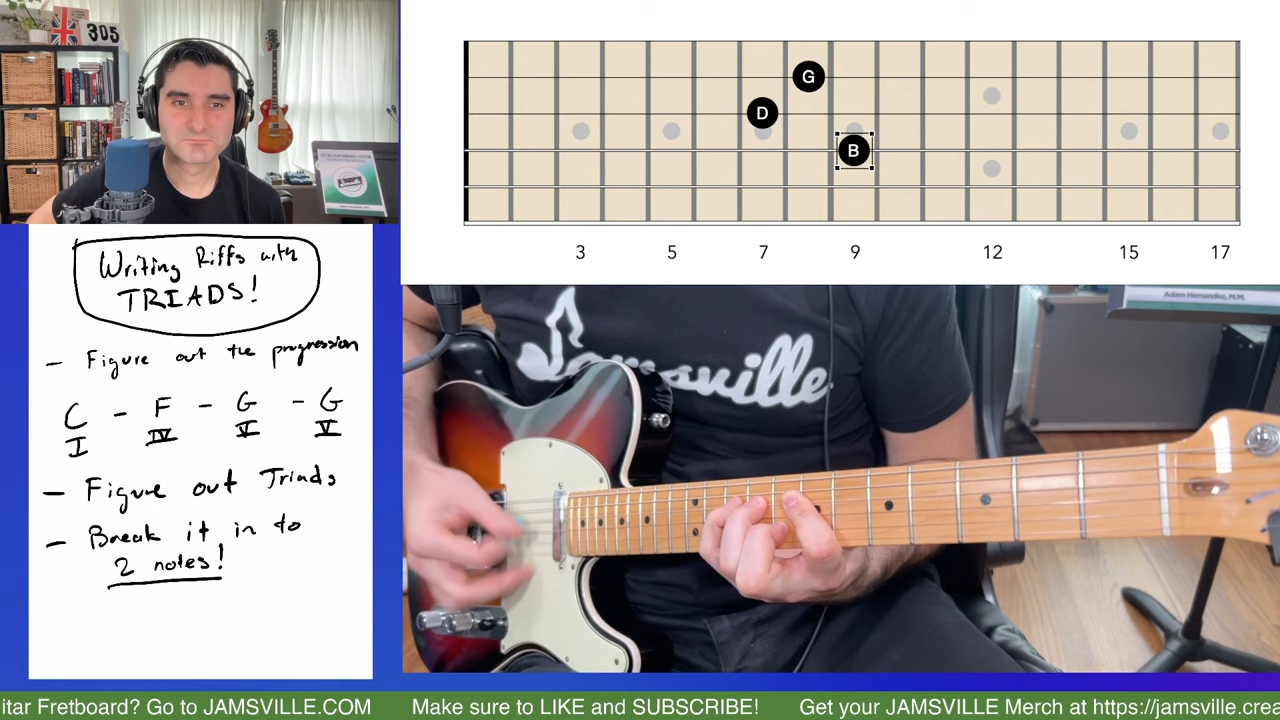 305
G
D
B
3 5 7 9 12 15 17
Writing Riffs with
TRIADS!
- Figure out the progression
C - F - G - G
I IV V V
- Figure out Triads
- Break it in to
2 notes!
Jamsville
Adam Hernandez, M.M.
itar Fretboard? Go to JAMSVILLE.COM Make sure to LIKE and SUBSCRIBE! Get your JAMSVILLE Merch at https://jamsville.crea